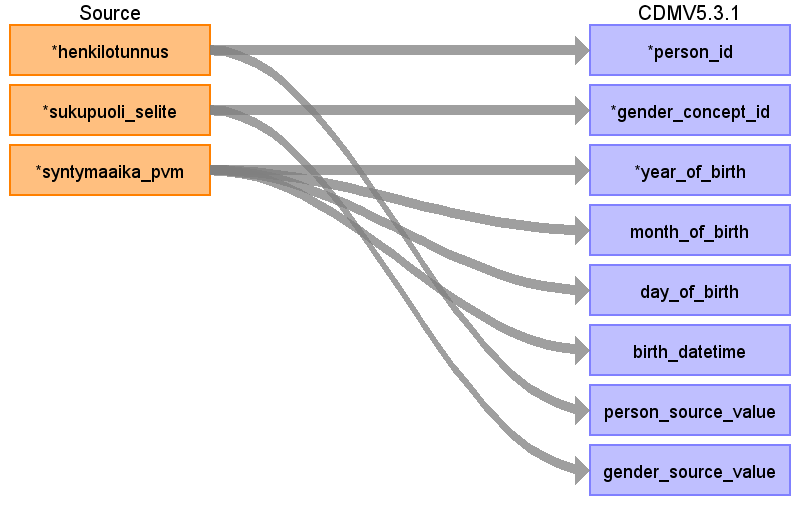 Source
CDMV5.3.1
*henkilotunnus
*person_id
*sukupuoli_selite
*gender_concept_id
*syntymaaika_pvm
*year_of_birth
month_of_birth
day_of_birth
birth_datetime
person_source_value
gender_source_value